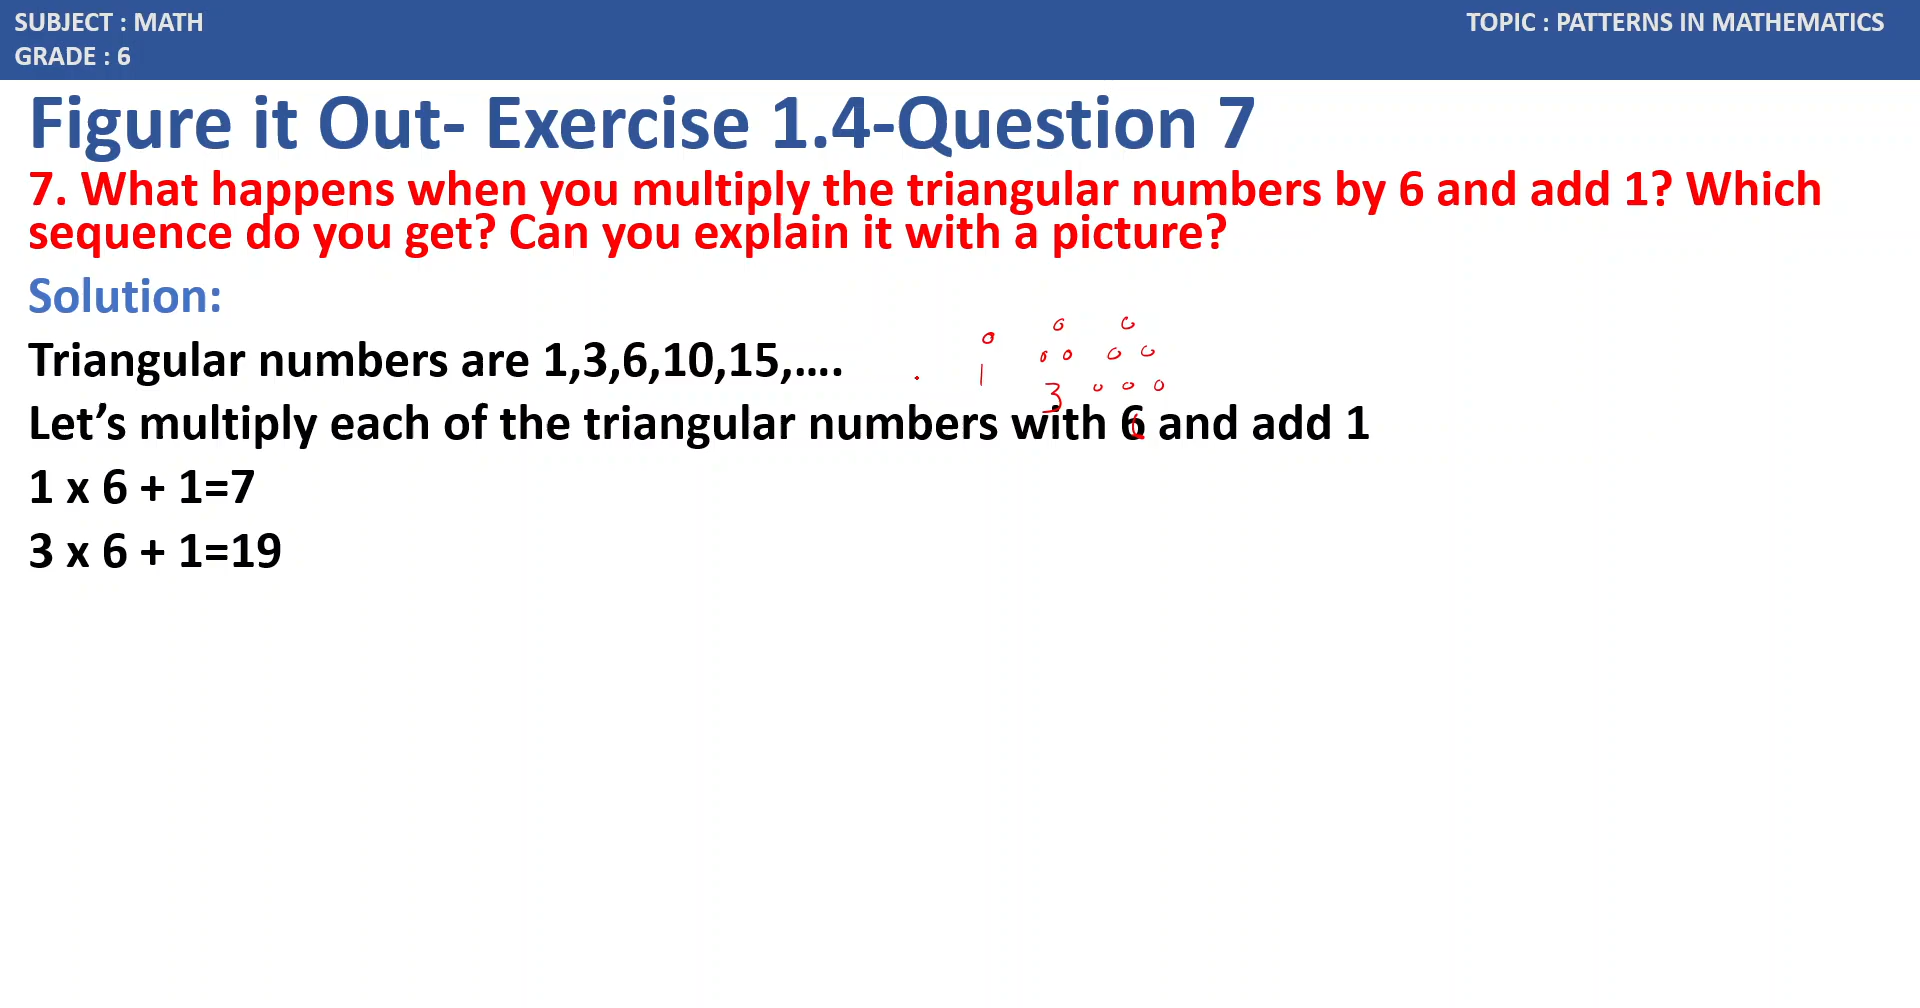 SUBJECT : MATH
TOPIC : PATTERNS IN MATHEMATICS
GRADE : 6
Figure it Out- Exercise 1.4-Question 7
7. What happens when you multiply the triangular numbers by 6 and add 1? Which
sequence do you get? Can you explain it with a picture?
Solution:
Triangular numbers are 1,3,6,10,15,....
1
3
Let’s multiply each of the triangular numbers with 6 and add 1
6
1 x 6 + 1=7
3 x 6 + 1=19